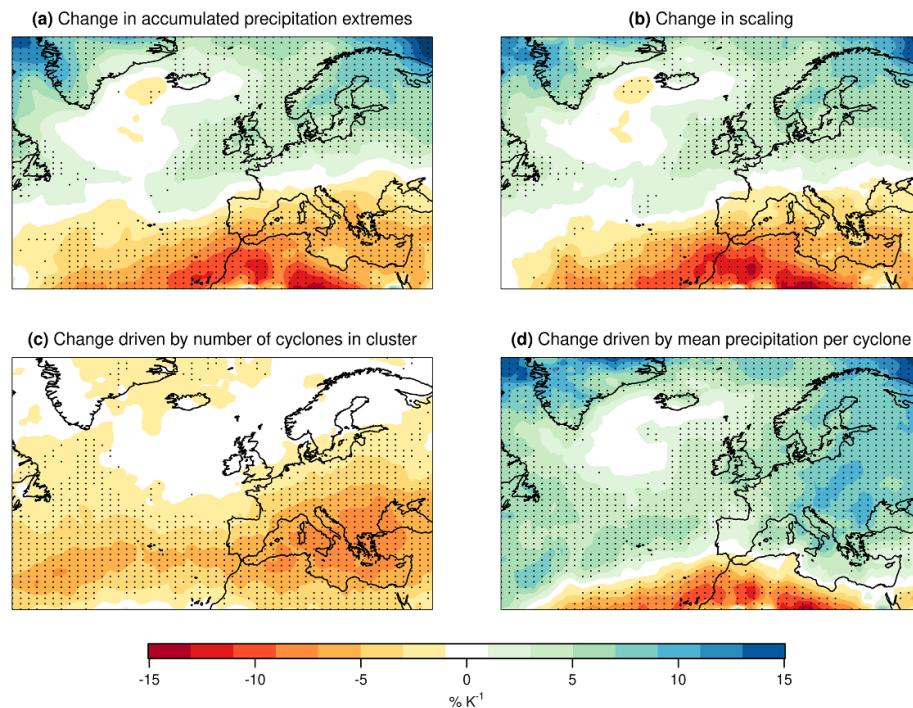 (a) Change in accumulated precipitation extremes
(b) Change in scaling
(c) Change driven by number of cyclones in cluster
(d) Change driven by mean precipitation per cyclone
-15 -10 -5 0 5 10 15
% K⁻¹